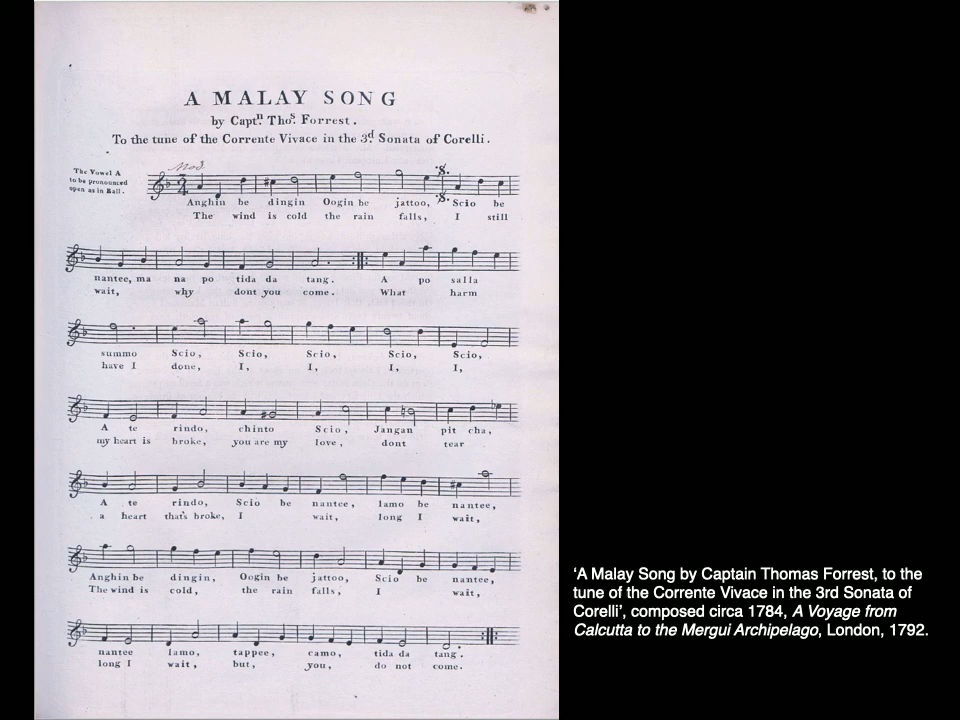 A MALAY SONG
by Captⁿ. Thoˢ. Forrest.
To the tune of the Corrente Vivace in the 3ᵈ. Sonata of Corelli.
The Vowel A
to be pronounced
open as in Ball.
Mod.
Anghin be dingin Oogin be jattoo, Scio be
The wind is cold the rain falls, I still
nantee, ma na po tida da tang. A po salla
wait, why dont you come. What harm
summo Scio, Scio, Scio, Scio, Scio,
have I done, I, I, I, I,
A te rindo, chinto Scio, Jangan pit cha,
my heart is broke, you are my love, dont tear
A te rindo, Scio be nantee, lamo be nantee,
a heart that's broke, I wait, long I wait,
Anghin be dingin, Oogin be jattoo, Scio be nantee,
The wind is cold, the rain falls, I wait,
nantee lamo, tappee, camo, tida da tang.
long I wait, but, you, do not come.
‘A Malay Song by Captain Thomas Forrest, to the
tune of the Corrente Vivace in the 3rd Sonata of
Corelli’, composed circa 1784, A Voyage from
Calcutta to the Mergui Archipelago, London, 1792.